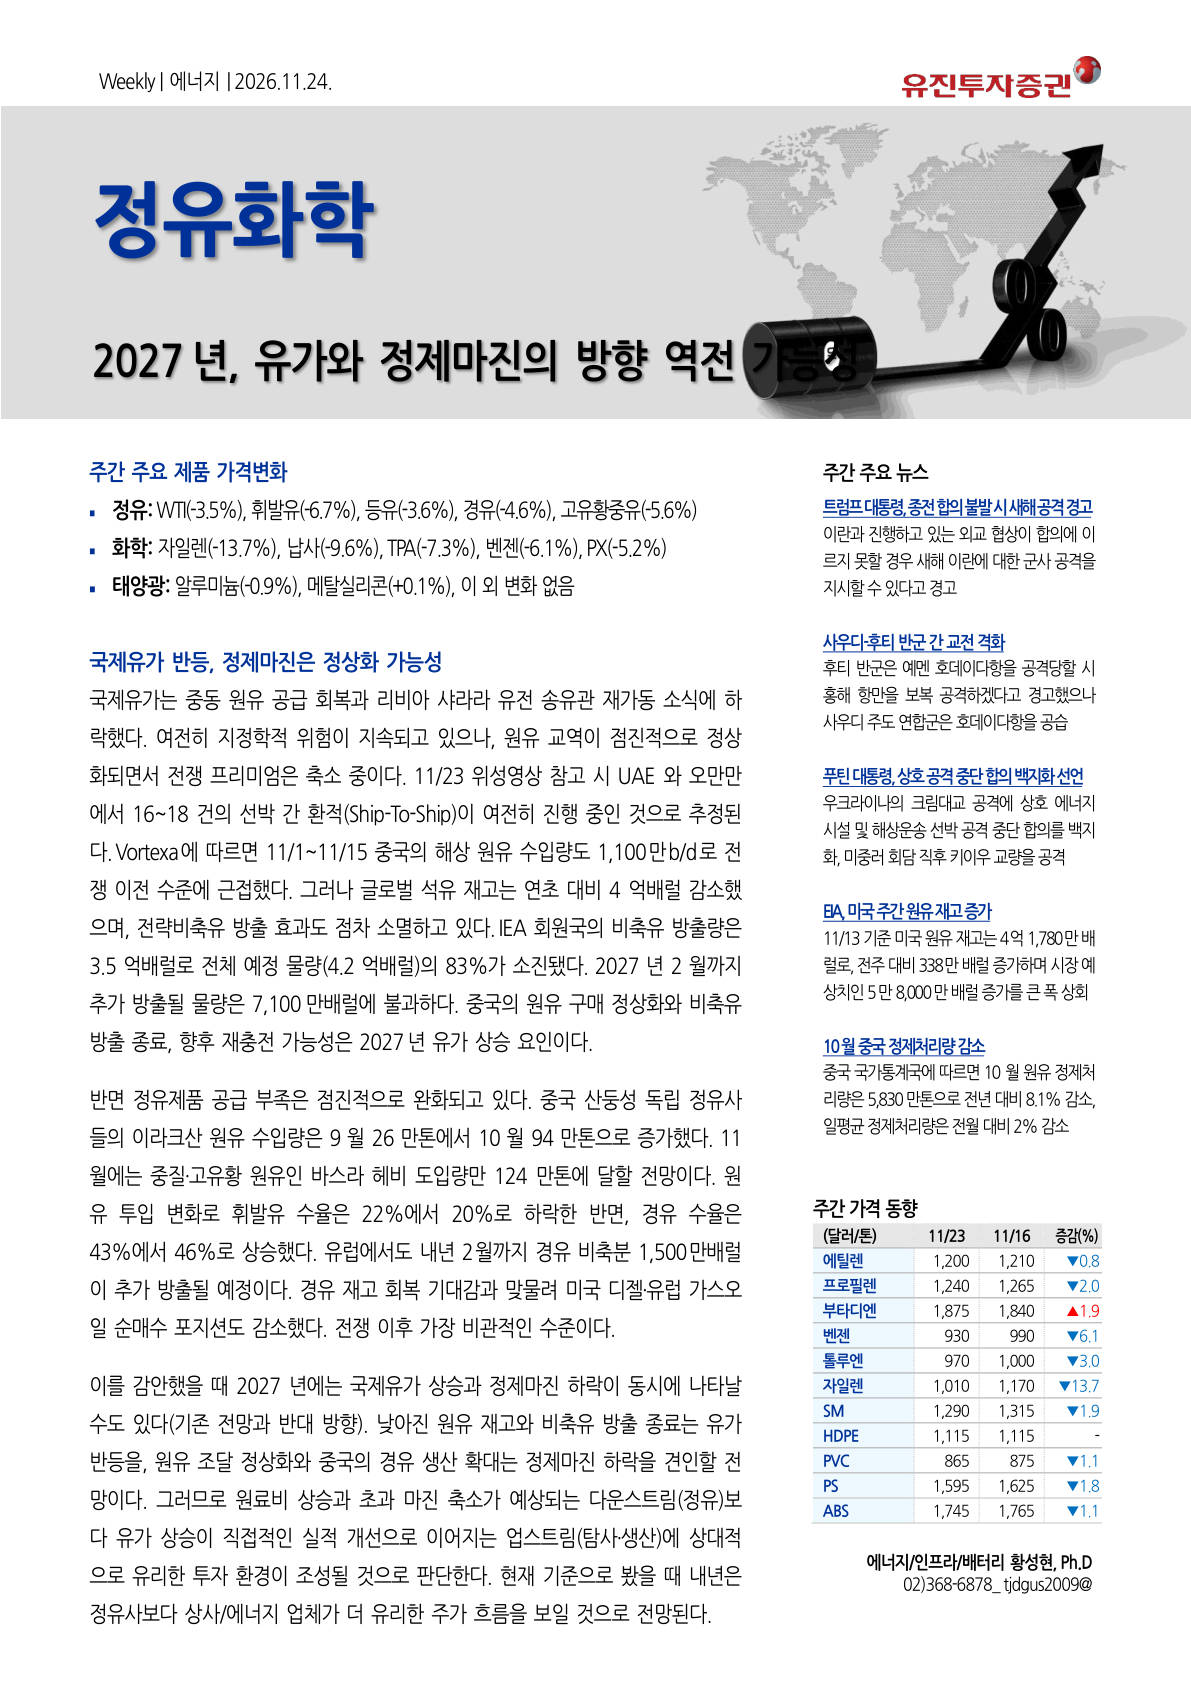 Weekly | 에너지 | 2026.11.24.
유진투자증권
정유화학
2027년, 유가와 정제마진의 방향 역전 가능성
주간 주요 제품 가격변화
▪ 정유: WTI(-3.5%), 휘발유(-6.7%), 등유(-3.6%), 경유(-4.6%), 고유황중유(-5.6%)
▪ 화학: 자일렌(-13.7%), 납사(-9.6%), TPA(-7.3%), 벤젠(-6.1%), PX(-5.2%)
▪ 태양광: 알루미늄(-0.9%), 메탈실리콘(+0.1%), 이 외 변화 없음
국제유가 반등, 정제마진은 정상화 가능성
국제유가는 중동 원유 공급 회복과 리비아 사라라 유전 송유관 재가동 소식에 하
락했다. 여전히 지정학적 위험이 지속되고 있으나, 원유 교역이 점진적으로 정상
화되면서 전쟁 프리미엄은 축소 중이다. 11/23 위성영상 참고 시 UAE 와 오만만
에서 16~18 건의 선박 간 환적(Ship-To-Ship)이 여전히 진행 중인 것으로 추정된
다. Vortexa에 따르면 11/1~11/15 중국의 해상 원유 수입량도 1,100만b/d로 전
쟁 이전 수준에 근접했다. 그러나 글로벌 석유 재고는 연초 대비 4 억배럴 감소했
으며, 전략비축유 방출 효과도 점차 소멸하고 있다. IEA 회원국의 비축유 방출량은
3.5 억배럴로 전체 예정 물량(4.2 억배럴)의 83%가 소진됐다. 2027 년 2 월까지
추가 방출될 물량은 7,100만배럴에 불과하다. 중국의 원유 구매 정상화와 비축유
방출 종료, 향후 재충전 가능성은 2027년 유가 상승 요인이다.
반면 정유제품 공급 부족은 점진적으로 완화되고 있다. 중국 산둥성 독립 정유사
들의 이라크산 원유 수입량은 9 월 26 만톤에서 10 월 94 만톤으로 증가했다. 11
월에는 중질·고유황 원유인 바스라 헤비 도입량만 124 만톤에 달할 전망이다. 원
유 투입 변화로 휘발유 수율은 22%에서 20%로 하락한 반면, 경유 수율은
43%에서 46%로 상승했다. 유럽에서도 내년 2월까지 경유 비축분 1,500만배럴
이 추가 방출될 예정이다. 경유 재고 회복 기대감과 맞물려 미국 디젤·유럽 가스오
일 순매수 포지션도 감소했다. 전쟁 이후 가장 비관적인 수준이다.
이를 감안했을 때 2027 년에는 국제유가 상승과 정제마진 하락이 동시에 나타날
수도 있다(기존 전망과 반대 방향). 낮아진 원유 재고와 비축유 방출 종료는 유가
반등을, 원유 조달 정상화와 중국의 경유 생산 확대는 정제마진 하락을 견인할 전
망이다. 그러므로 원료비 상승과 초과 마진 축소가 예상되는 다운스트림(정유)보
다 유가 상승이 직접적인 실적 개선으로 이어지는 업스트림(탐사·생산)에 상대적
으로 유리한 투자 환경이 조성될 것으로 판단한다. 현재 기준으로 봤을 때 내년은
정유사보다 상사/에너지 업체가 더 유리한 주가 흐름을 보일 것으로 전망된다.
주간 주요 뉴스
트럼프 대통령, 종전 합의 불발 시 새해 공격 경고
이란과 진행하고 있는 외교 협상이 합의에 이
르지 못할 경우 새해 이란에 대한 군사 공격을
지시할 수 있다고 경고
사우디-후티 반군 간 교전 격화
후티 반군은 예멘 호데이다항을 공격당할 시
홍해 항만을 보복 공격하겠다고 경고했으나
사우디 주도 연합군은 호데이다항을 공습
푸틴 대통령, 상호 공격 중단 합의 백지화 선언
우크라이나의 크림대교 공격에 상호 에너지
시설 및 해상운송 선박 공격 중단 합의를 백지
화, 미중러 회담 직후 키이우 교량을 공격
EIA, 미국 주간 원유 재고 증가
11/13 기준 미국 원유 재고는 4억 1,780만 배
럴로, 전주 대비 338만 배럴 증가하며 시장 예
상치인 5만 8,000만 배럴 증가를 큰 폭 상회
10월 중국 정제처리량 감소
중국 국가통계국에 따르면 10 월 원유 정제처
리량은 5,830만톤으로 전년 대비 8.1% 감소,
일평균 정제처리량은 전월 대비 2% 감소
주간 가격 동향
(달러/톤) 11/23 11/16 증감(%)
에틸렌 1,200 1,210 ▼0.8
프로필렌 1,240 1,265 ▼2.0
부타디엔 1,875 1,840 ▲1.9
벤젠 930 990 ▼6.1
톨루엔 970 1,000 ▼3.0
자일렌 1,010 1,170 ▼13.7
SM 1,290 1,315 ▼1.9
HDPE 1,115 1,115 -
PVC 865 875 ▼1.1
PS 1,595 1,625 ▼1.8
ABS 1,745 1,765 ▼1.1
에너지/인프라/배터리 황성현, Ph.D
02)368-6878_ tjdgus2009@